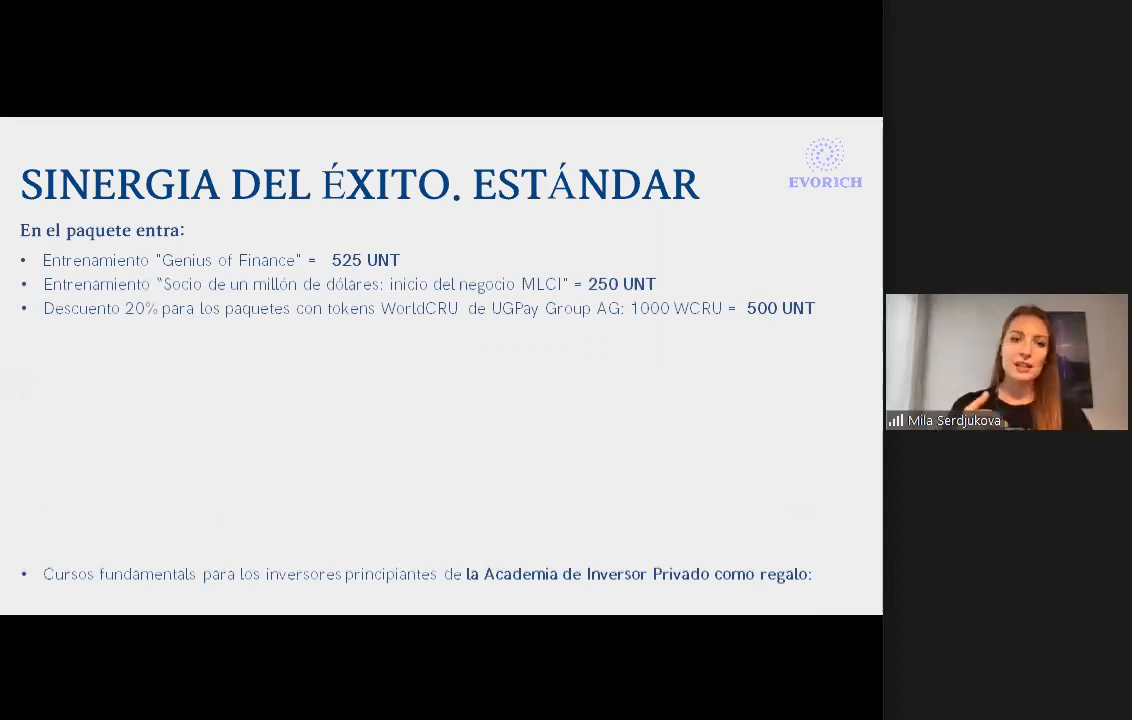 SINERGIA DEL ÉXITO. ESTÁNDAR
EVORICH
En el paquete entra:
• Entrenamiento "Genius of Finance" = 525 UNT
• Entrenamiento "Socio de un millón de dólares: inicio del negocio MLCI" = 250 UNT
• Descuento 20% para los paquetes con tokens WorldCRU de UGPay Group AG: 1000 WCRU = 500 UNT
Mila Serdjukova
• Cursos fundamentals para los inversores principiantes de la Academia de Inversor Privado como regalo: